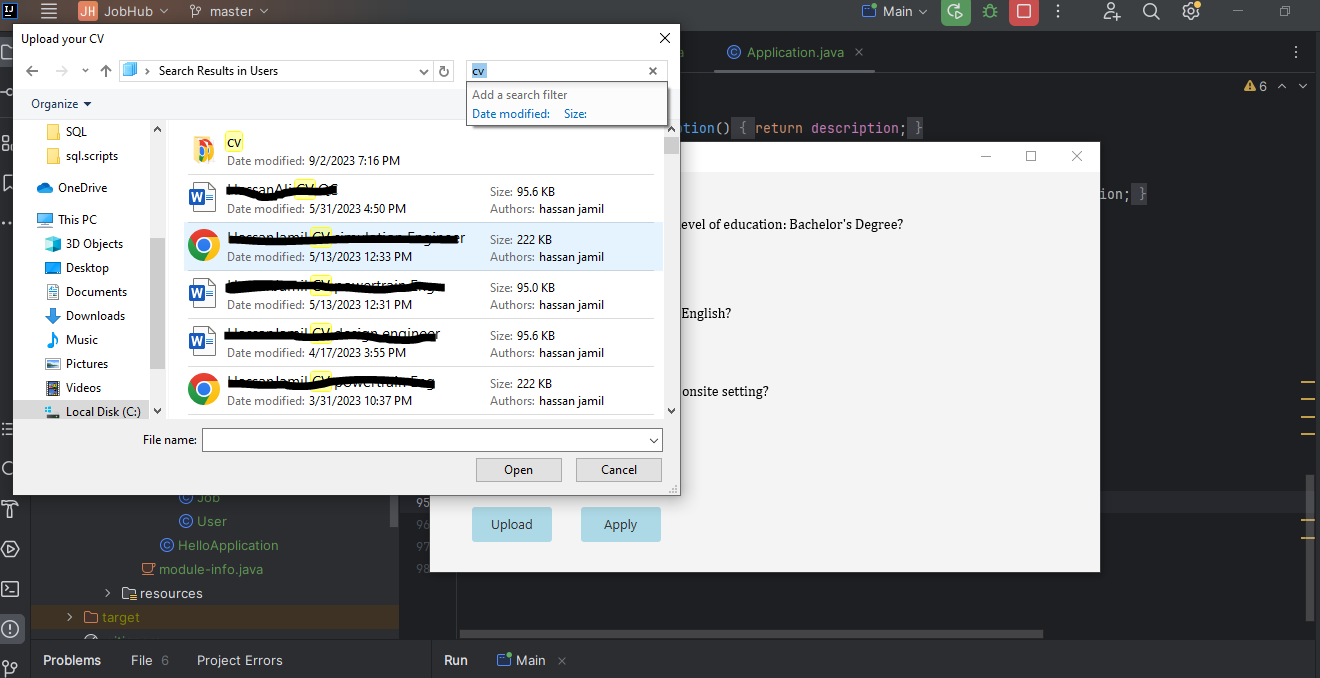 JH JobHub master Main
Upload your CV
Search Results in Users
cv
Application.java
Organize
Add a search filter
Date modified: Size:
6
SQL
sql.scripts
OneDrive
This PC
3D Objects
Desktop
Documents
Downloads
Music
Pictures
Videos
Local Disk (C:)
CV
Date modified: 9/2/2023 7:16 PM
CV
Size: 95.6 KB
Date modified: 5/31/2023 4:50 PM
Authors: hassan jamil
CV
Size: 222 KB
Date modified: 5/13/2023 12:33 PM
Authors: hassan jamil
CV
Size: 95.0 KB
Date modified: 5/13/2023 12:31 PM
Authors: hassan jamil
CV
Size: 95.6 KB
Date modified: 4/17/2023 3:55 PM
Authors: hassan jamil
CV
Size: 222 KB
Date modified: 3/31/2023 10:37 PM
Authors: hassan jamil
File name:
Open
Cancel
ption() { return description; }
ion; }
evel of education: Bachelor's Degree?
English?
onsite setting?
Upload
Apply
Job
User
HelloApplication
module-info.java
resources
target
95
96
97
98
Problems File 6 Project Errors
Run Main